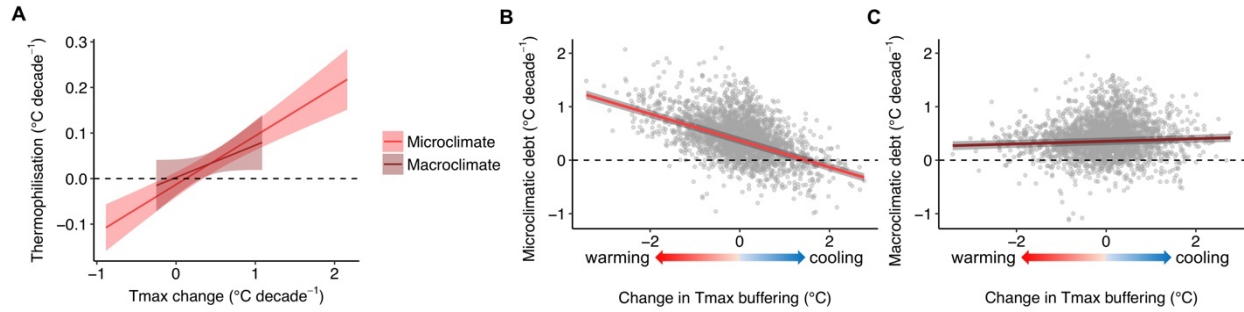 A
Thermophilisation (°C decade⁻¹)
0.3
0.2
0.1
0.0
−0.1
−1
0
1
2
Tmax change (°C decade⁻¹)
Microclimate
Macroclimate
B
Microclimatic debt (°C decade⁻¹)
2
1
0
−1
−2
0
2
warming
cooling
Change in Tmax buffering (°C)
C
Macroclimatic debt (°C decade⁻¹)
2
1
0
−1
−2
0
2
warming
cooling
Change in Tmax buffering (°C)